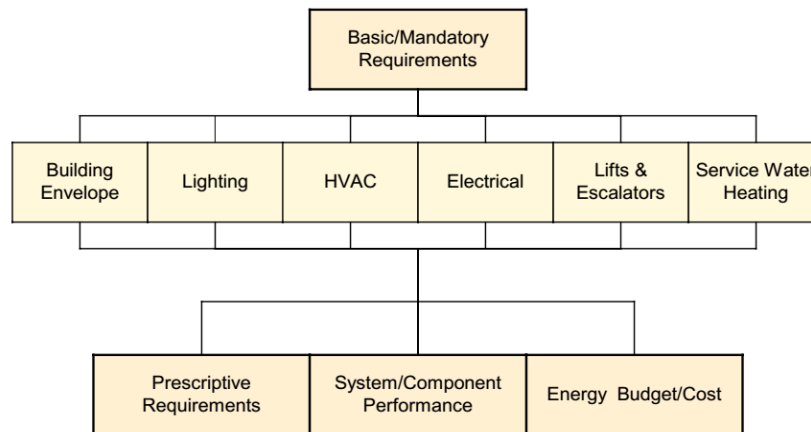 Basic/Mandatory
Requirements
Building
Envelope
Lighting
HVAC
Electrical
Lifts &
Escalators
Service Water
Heating
Prescriptive
Requirements
System/Component
Performance
Energy Budget/Cost